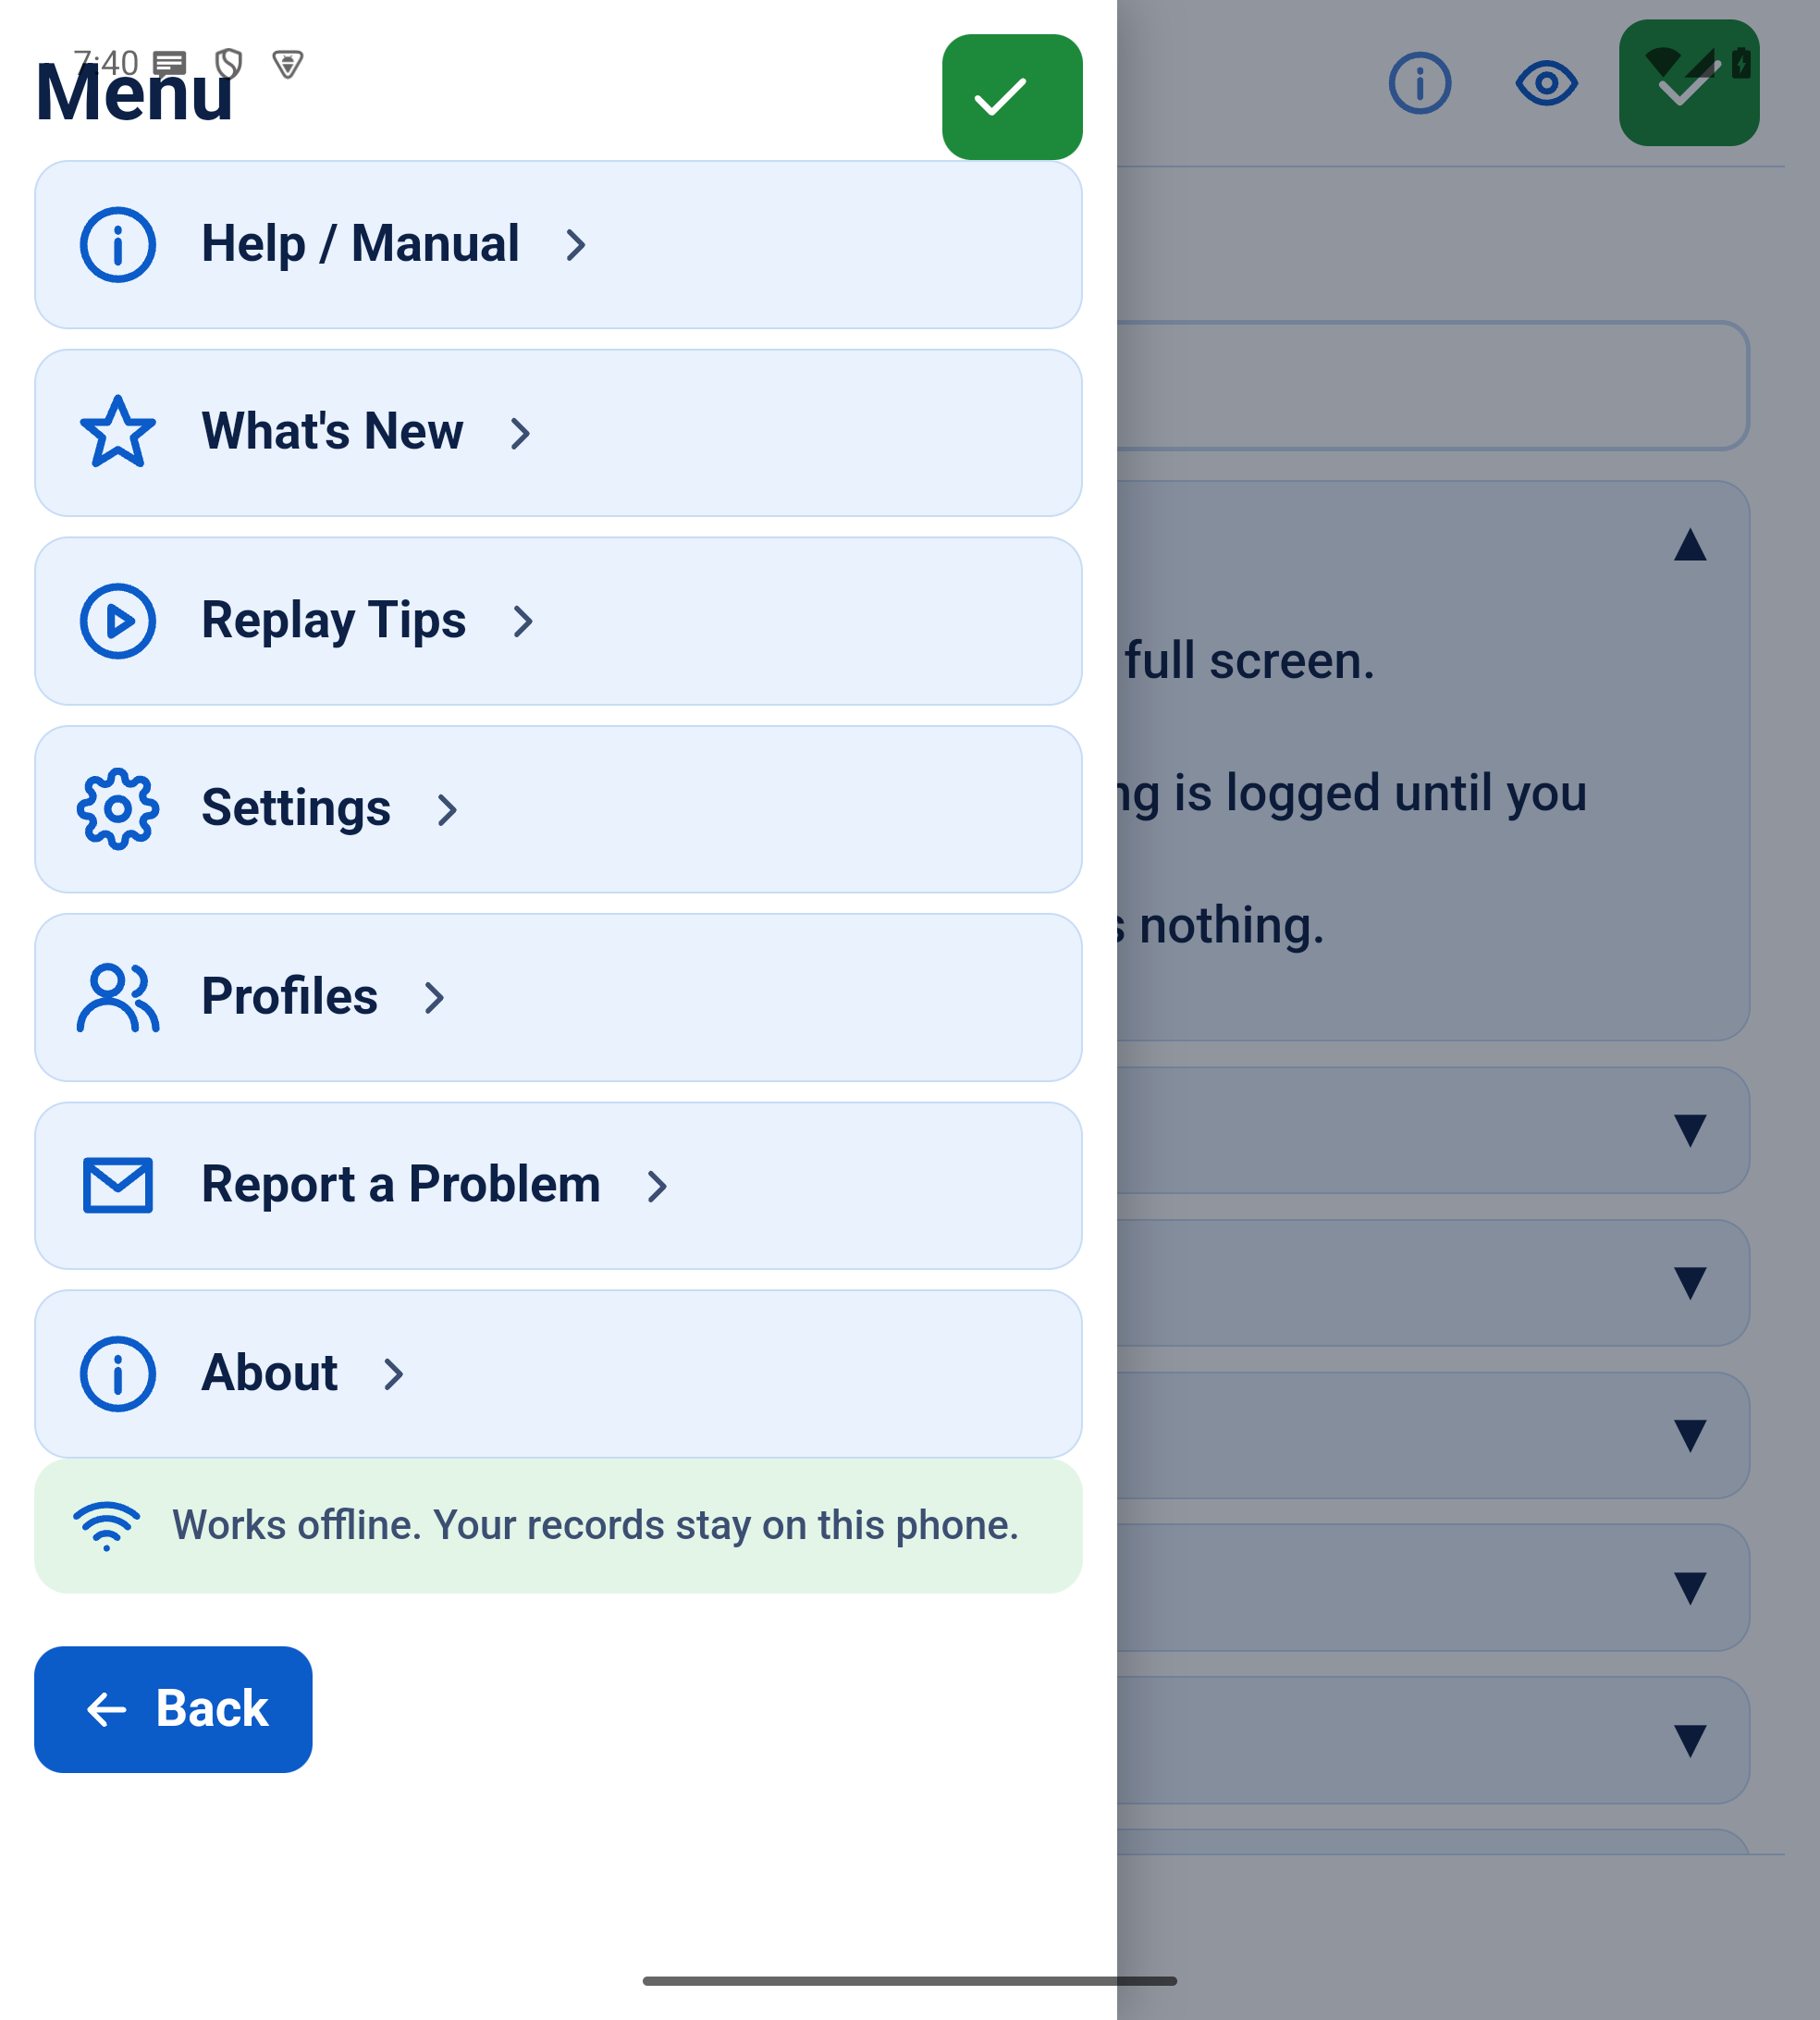 7:40
Menu
Help / Manual
What's New
Replay Tips
Settings
Profiles
Report a Problem
About
Works offline. Your records stay on this phone.
Back
full screen.
ng is logged until you
s nothing.